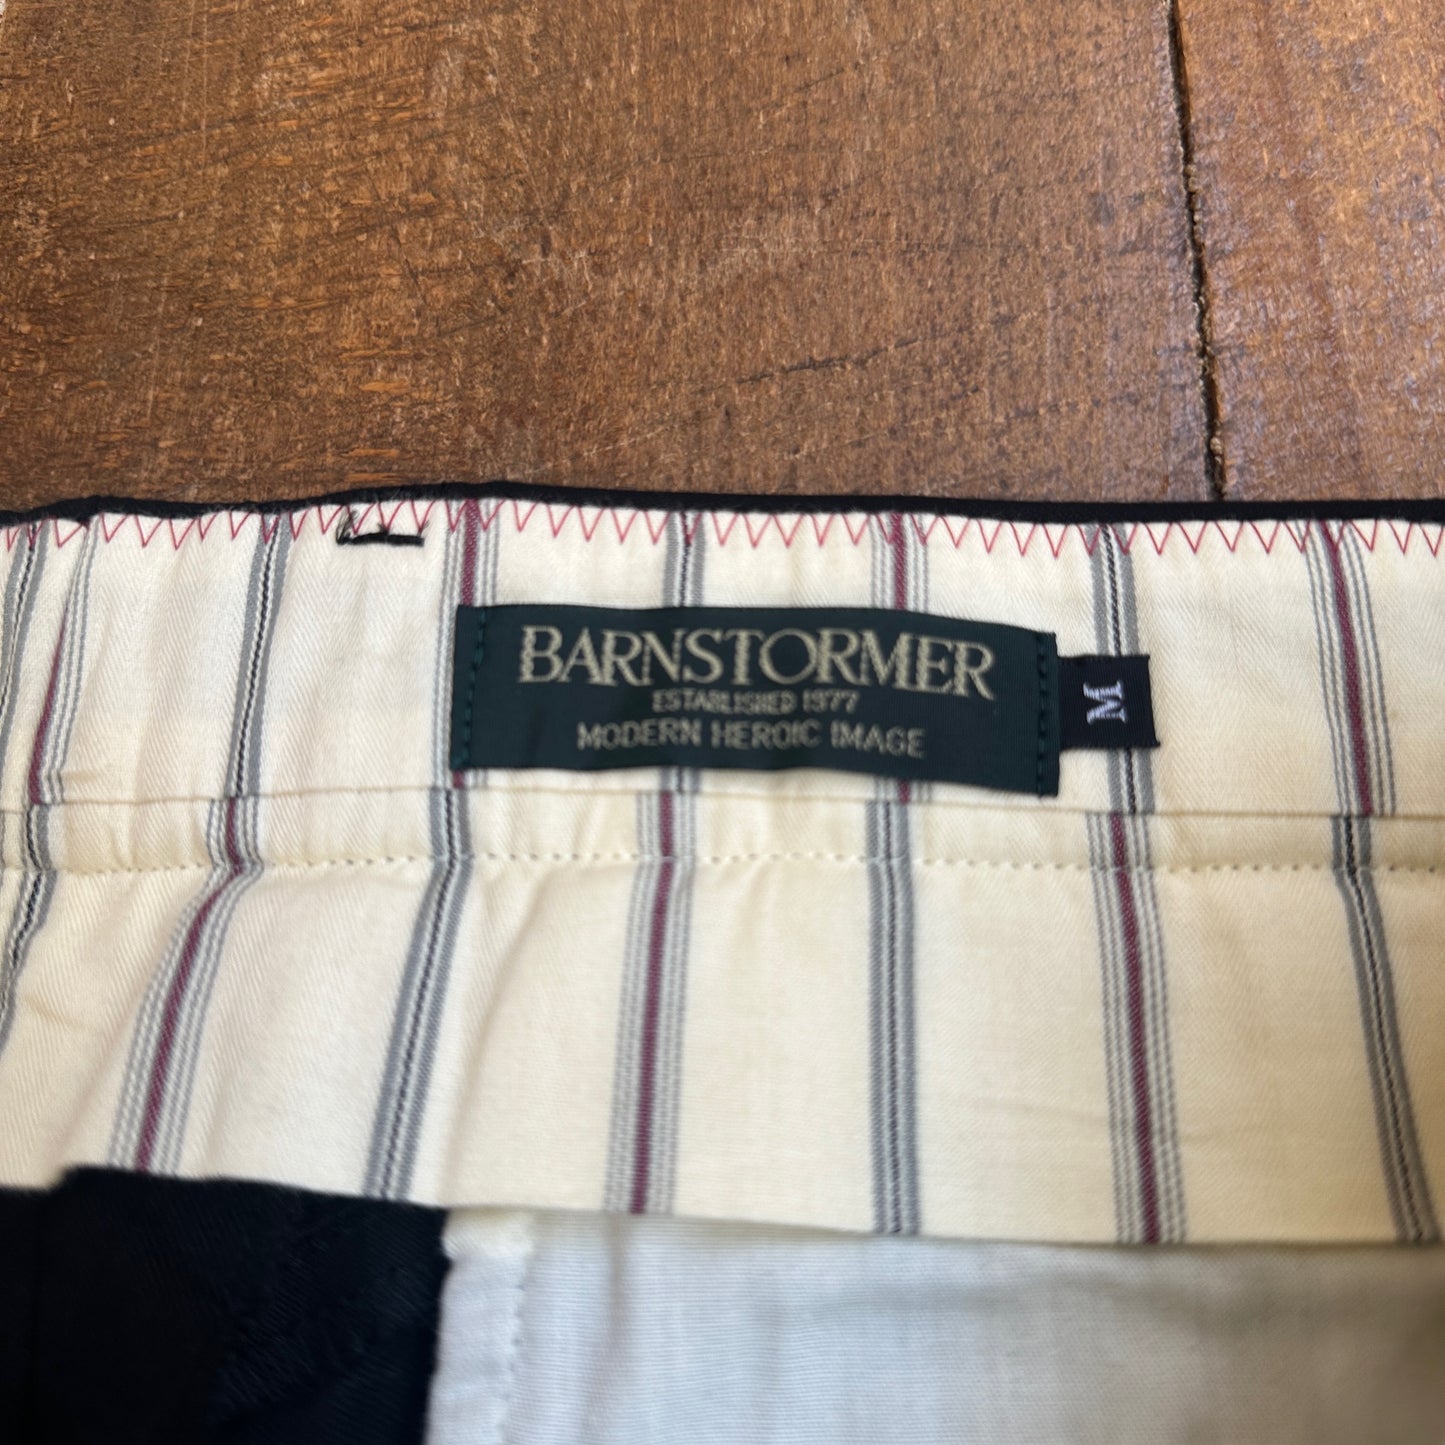 BARNSTORMER
ESTABLISHED 1977
MODERN HEROIC IMAGE
M